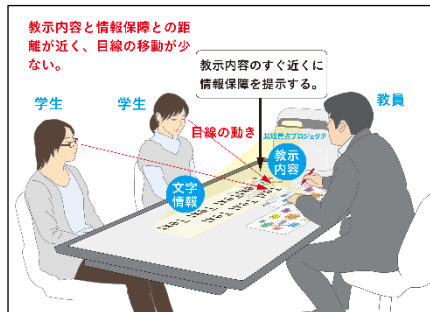 教示内容と情報保障との距
離が近く、目線の移動が少
ない。
教示内容のすぐ近くに
情報保障を提示する。
学生
学生
教員
目線の動き
短焦点プロジェクタ
教示
内容
文字
情報